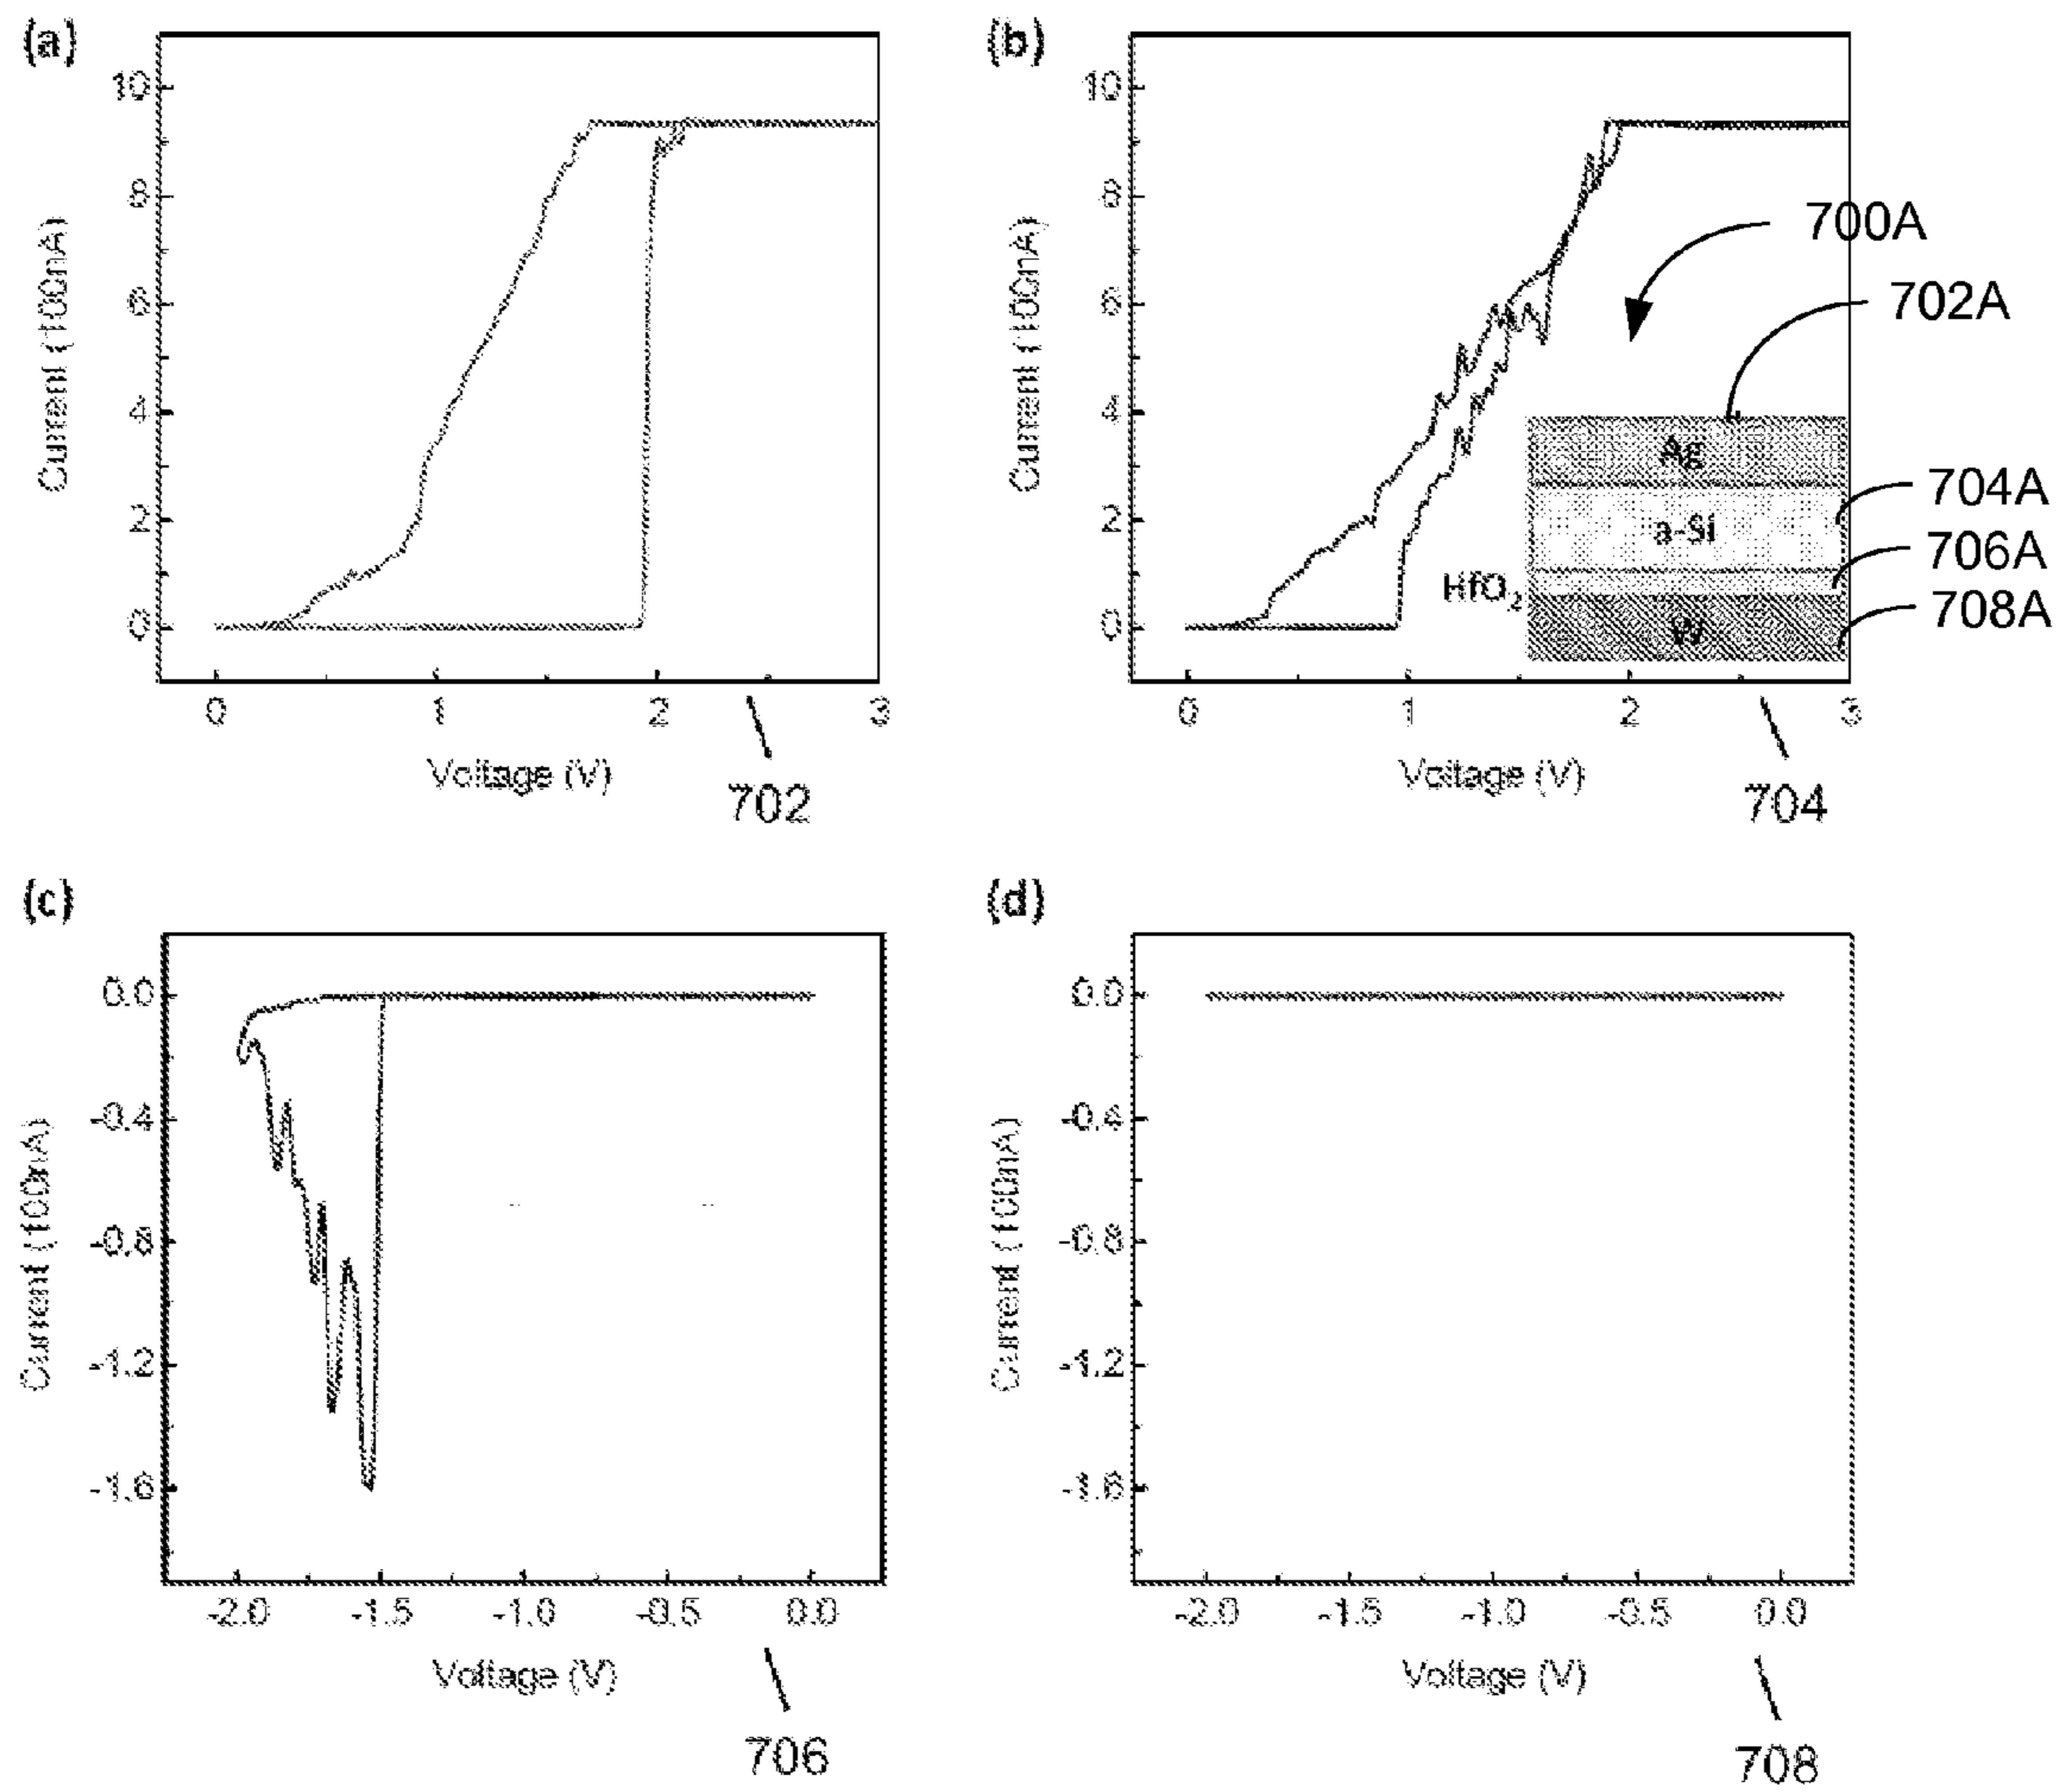 (a)
10
8
6
4
2
0
Current (100nA)
0 1 2 3
Voltage (V)
702
(b)
10
8
6
4
2
0
Current (100nA)
700A
702A
Ag
704A
a-Si
706A
HfO2
708A
W
0 1 2 3
Voltage (V)
704
(c)
0.0
-0.4
-0.8
-1.2
-1.6
Current (100nA)
-2.0 -1.5 -1.0 -0.5 0.0
Voltage (V)
706
(d)
0.0
-0.4
-0.8
-1.2
-1.6
Current (100nA)
-2.0 -1.5 -1.0 -0.5 0.0
Voltage (V)
708